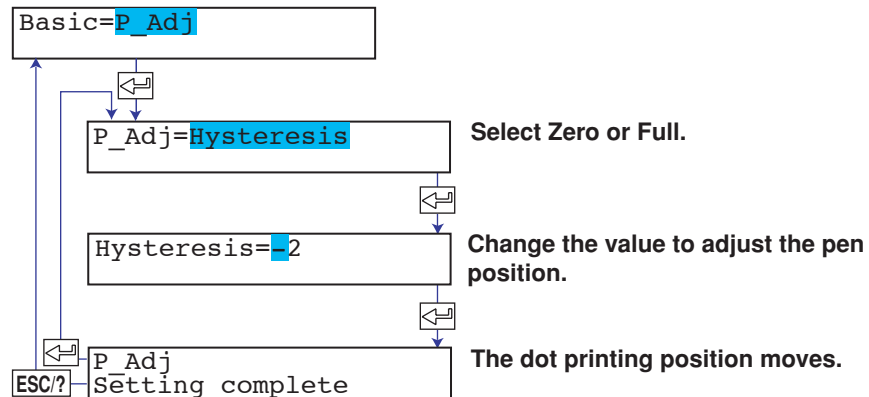 Basic=P_Adj
P_Adj=Hysteresis
Select Zero or Full.
Hysteresis=-2
Change the value to adjust the pen
position.
P_Adj
Setting complete
The dot printing position moves.
ESC/?